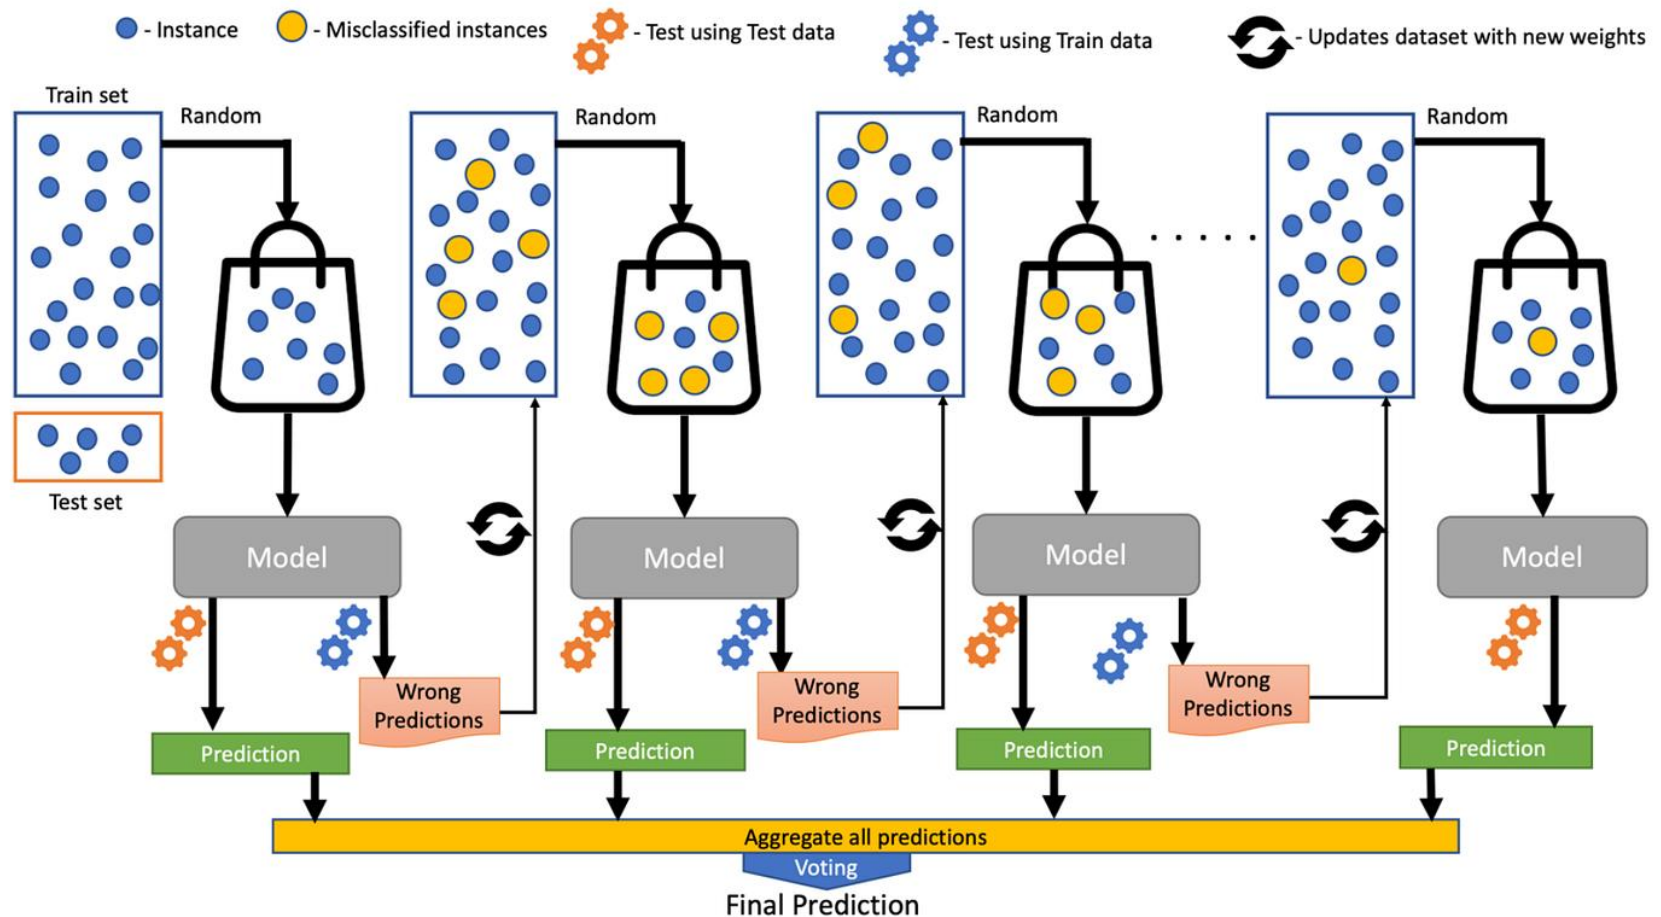 - Instance
- Misclassified instances
- Test using Test data
- Test using Train data
- Updates dataset with new weights
Train set
Random
Random
Random
Random
. . . . . .
Test set
Model
Model
Model
Model
Wrong
Predictions
Wrong
Predictions
Wrong
Predictions
Prediction
Prediction
Prediction
Prediction
Aggregate all predictions
Voting
Final Prediction